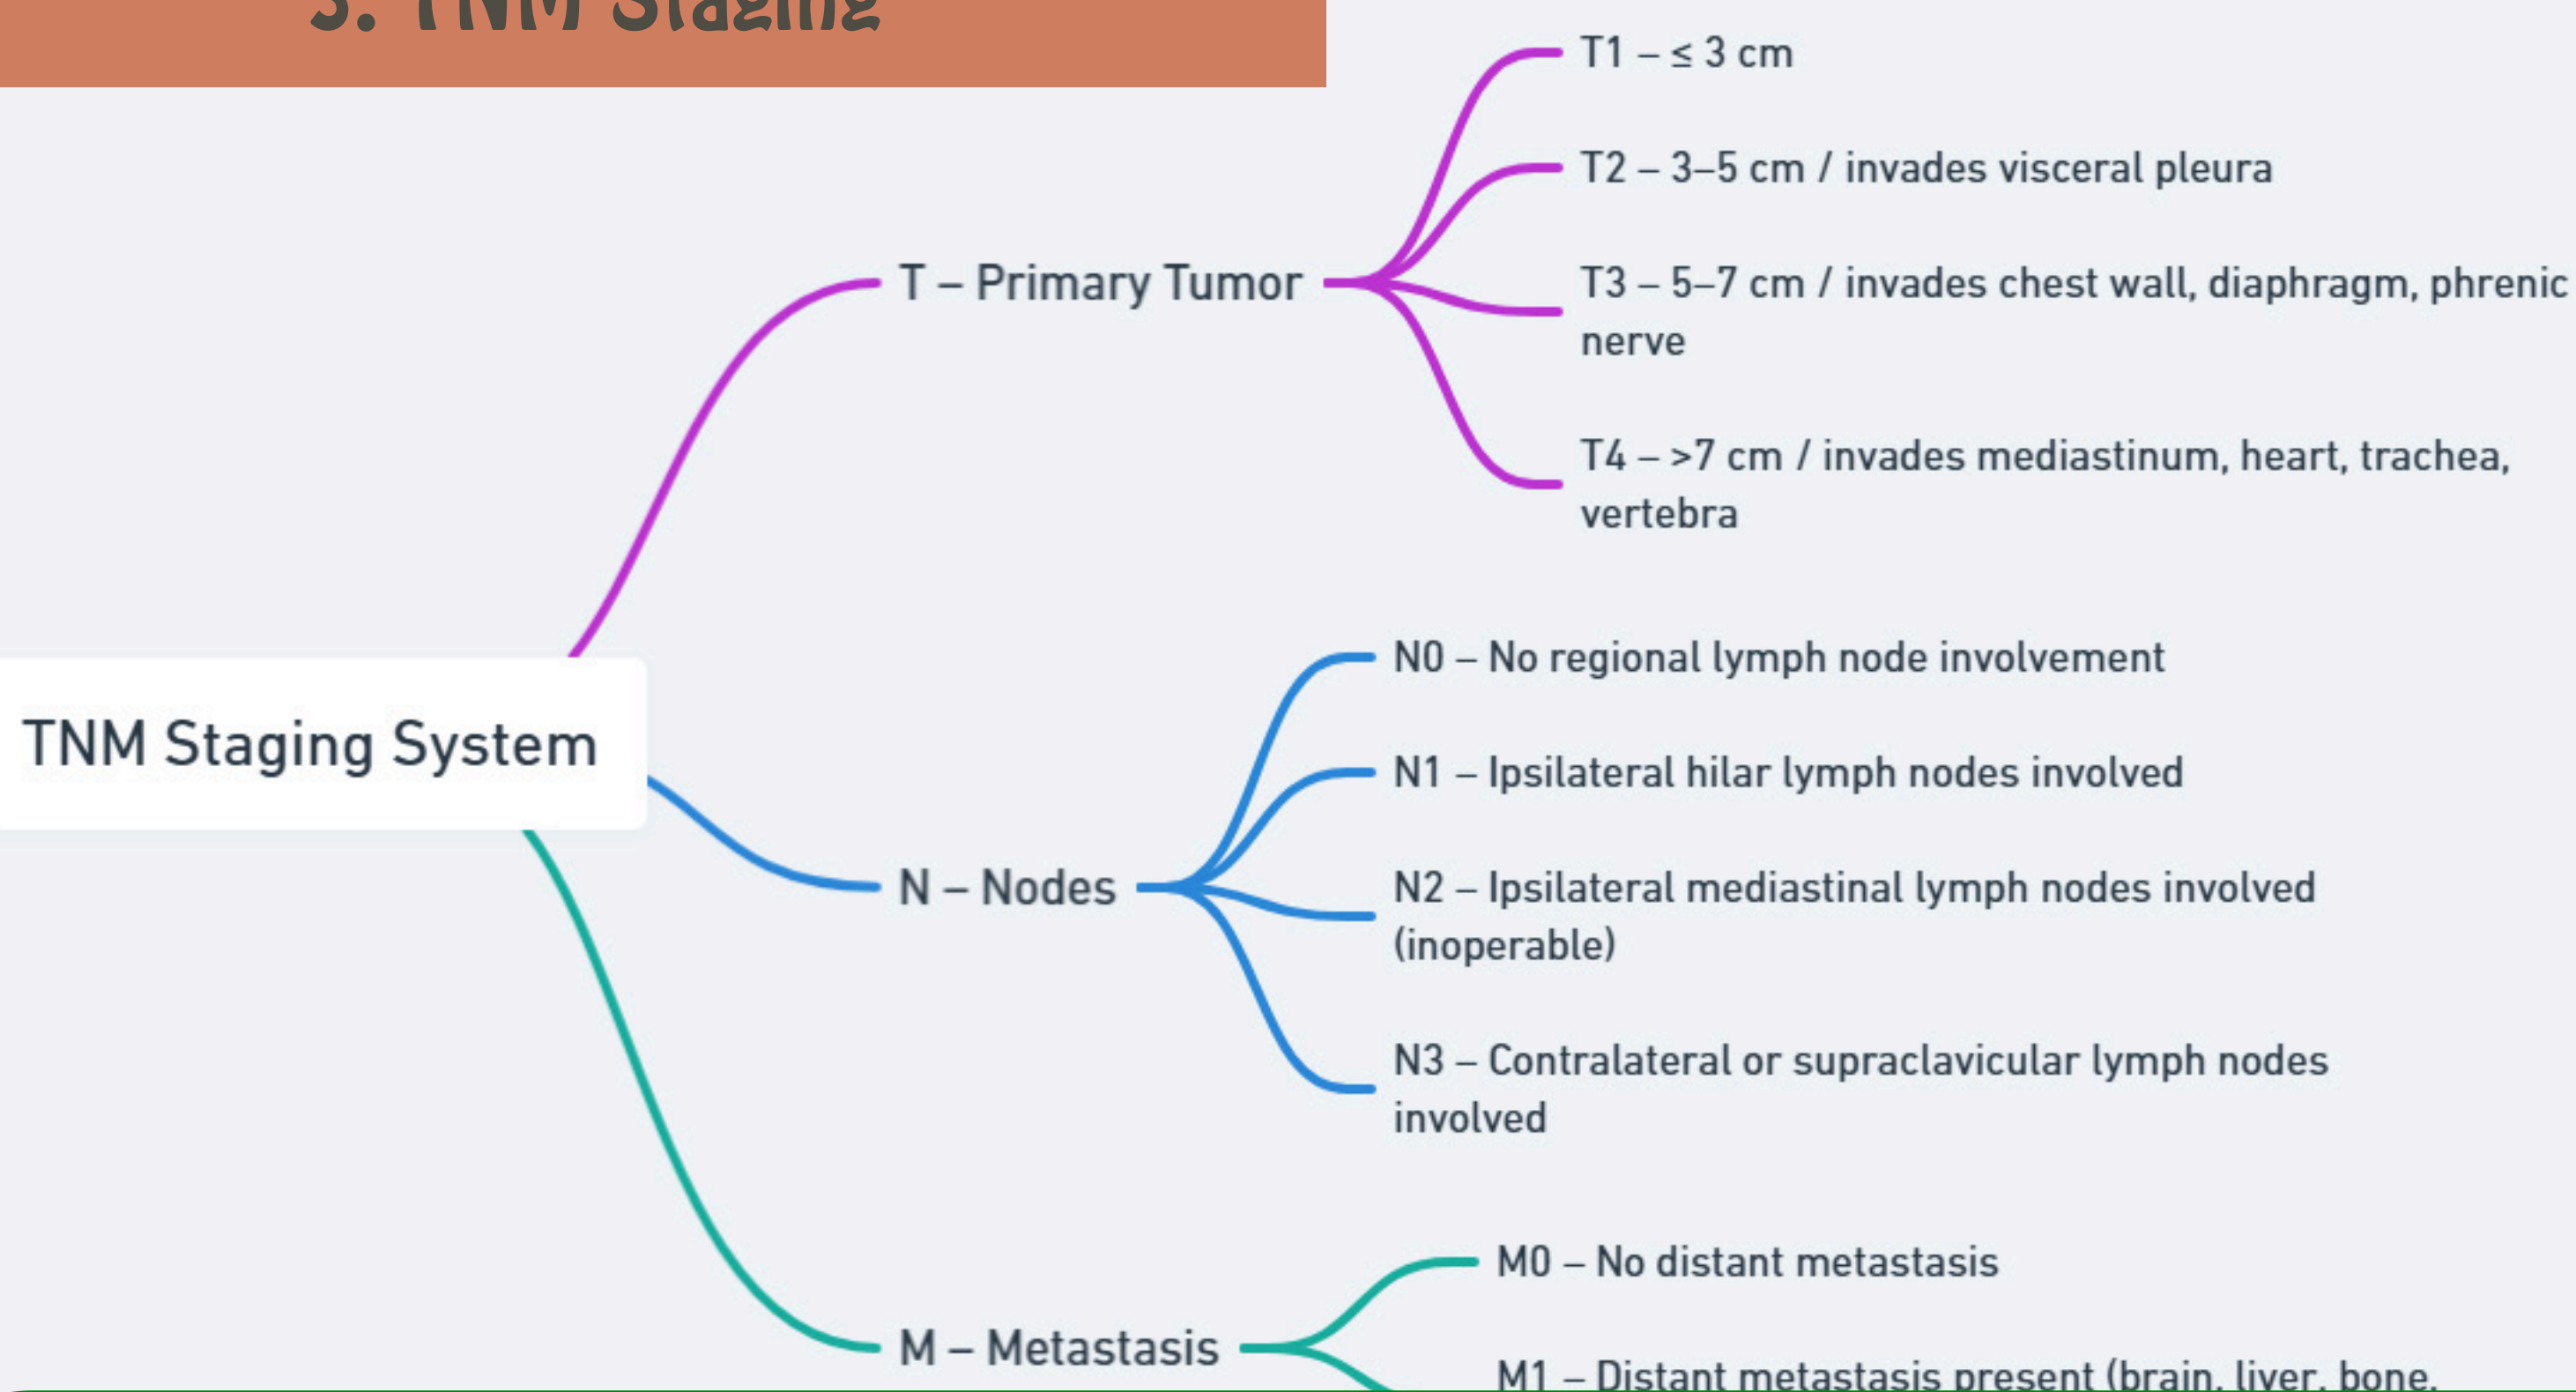 3. TNM Staging
T1 – ≤ 3 cm
T2 – 3–5 cm / invades visceral pleura
T – Primary Tumor
T3 – 5–7 cm / invades chest wall, diaphragm, phrenic
nerve
T4 – >7 cm / invades mediastinum, heart, trachea,
vertebra
TNM Staging System
N0 – No regional lymph node involvement
N1 – Ipsilateral hilar lymph nodes involved
N – Nodes
N2 – Ipsilateral mediastinal lymph nodes involved
(inoperable)
N3 – Contralateral or supraclavicular lymph nodes
involved
M – Metastasis
M0 – No distant metastasis
M1 – Distant metastasis present (brain, liver, bone,